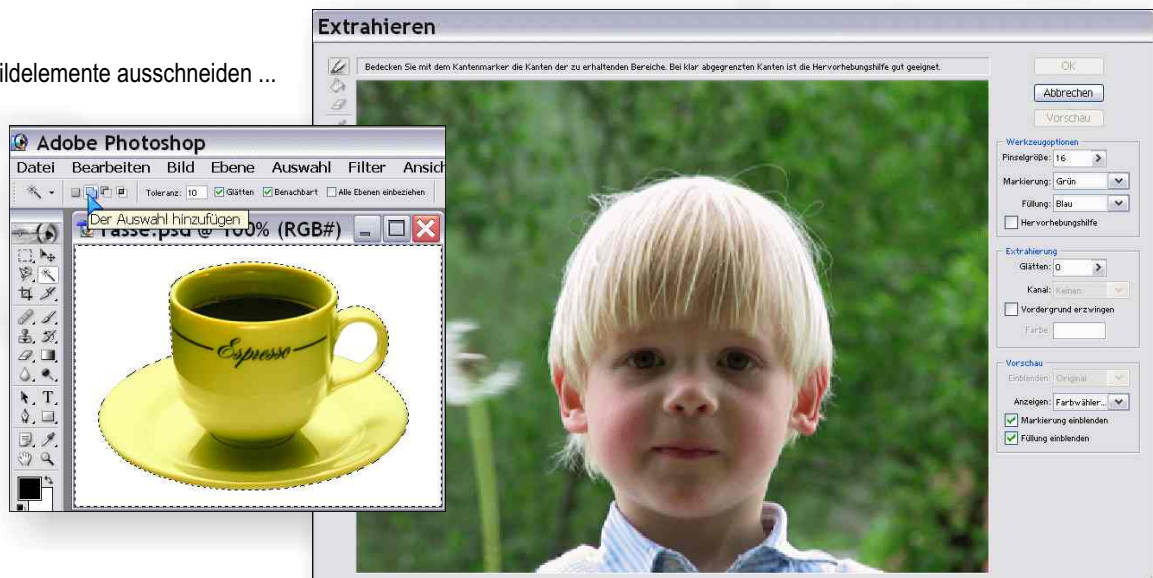 Extrahieren
ildelemente ausschneiden ...
Bedecken Sie mit dem Kantenmarker die Kanten der zu erhaltenden Bereiche. Bei klar abgegrenzten Kanten ist die Hervorhebungshilfe gut geeignet.
OK
Abbrechen
Vorschau
Werkzeugoptionen
Pinselgröße: 16
Markierung: Grün
Füllung: Blau
Hervorhebungshilfe
Extrahierung
Glätten: 0
Kanal: Keinen
Vordergrund erzwingen
Farbe:
Vorschau
Einblenden: Original
Anzeigen: Farbwähler...
Markierung einblenden
Füllung einblenden
Adobe Photoshop
Datei Bearbeiten Bild Ebene Auswahl Filter Ansich
Toleranz: 10 Glätten Benachbart Alle Ebenen einbeziehen
Der Auswahl hinzufügen
100% (RGB#)
Espresso